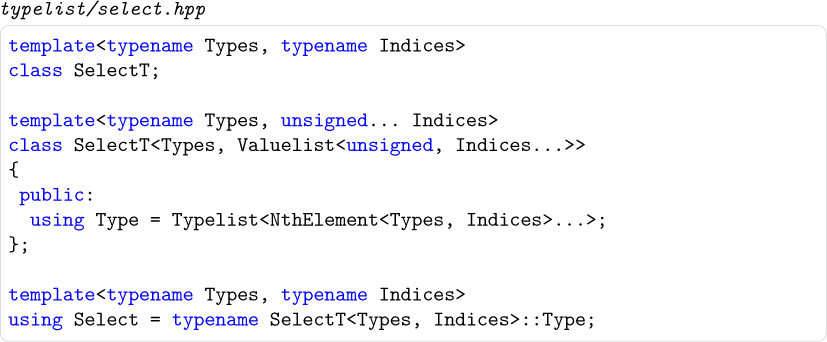 typelist/select.hpp
template<typename Types, typename Indices>
class SelectT;
template<typename Types, unsigned... Indices>
class SelectT<Types, Valuelist<unsigned, Indices...>>
{
public:
using Type = Typelist<NthElement<Types, Indices>...>;
};
template<typename Types, typename Indices>
using Select = typename SelectT<Types, Indices>::Type;